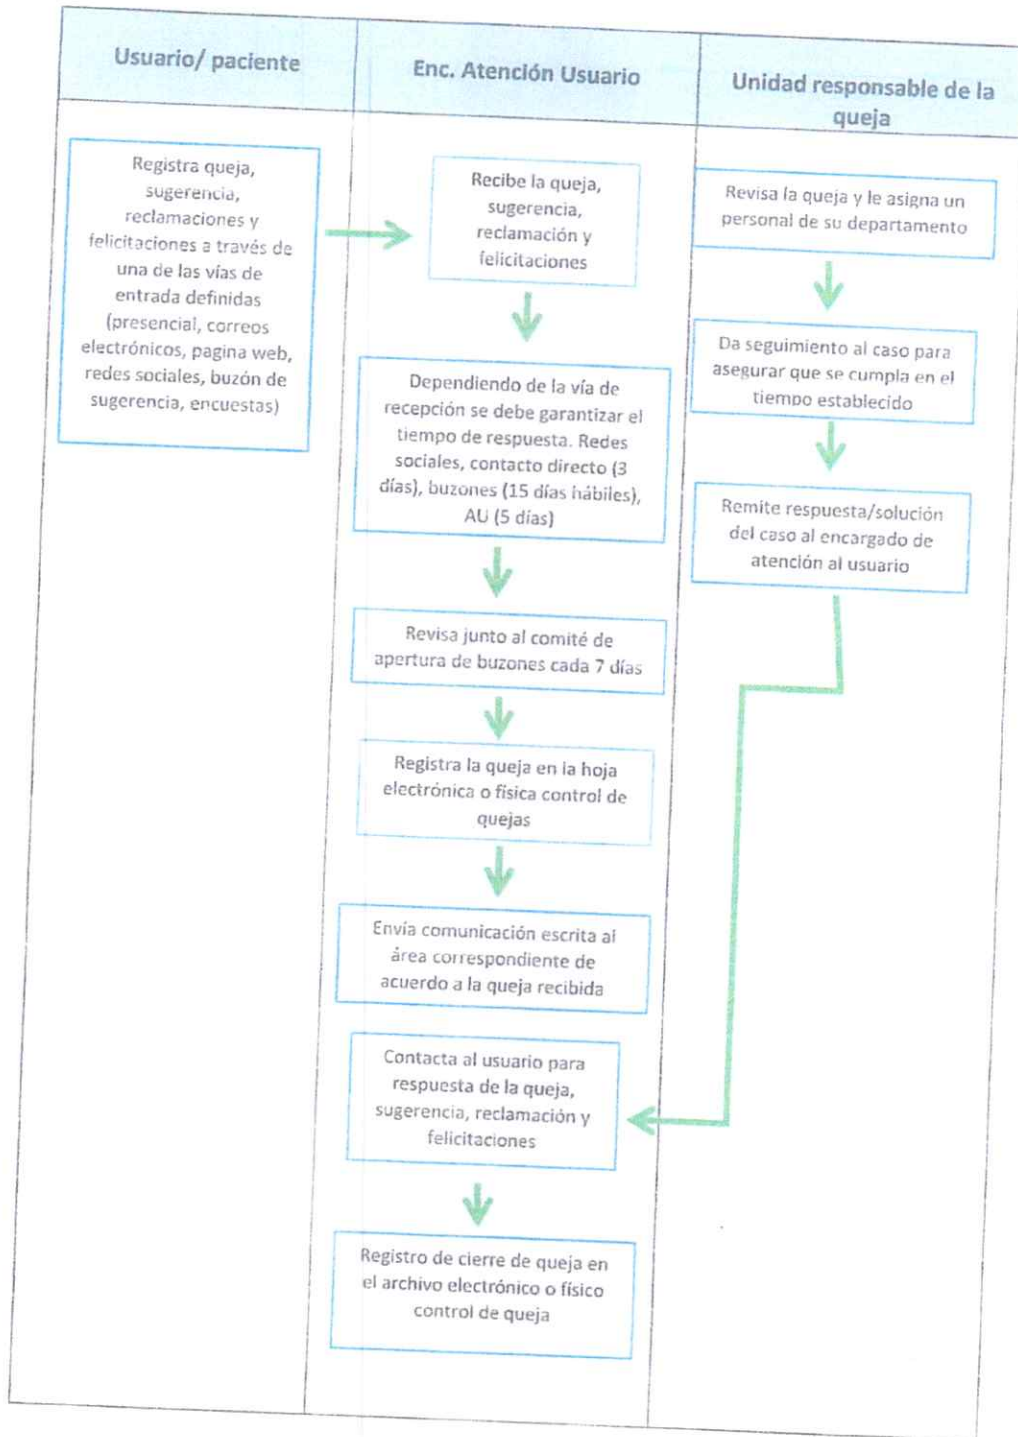 Usuario/ paciente
Enc. Atención Usuario
Unidad responsable de la
queja
Registra queja,
sugerencia,
reclamaciones y
felicitaciones a través de
una de las vías de
entrada definidas
(presencial, correos
electrónicos, pagina web,
redes sociales, buzón de
sugerencia, encuestas)
Recibe la queja,
sugerencia,
reclamación y
felicitaciones
Dependiendo de la vía de
recepción se debe garantizar el
tiempo de respuesta. Redes
sociales, contacto directo (3
días), buzones (15 días hábiles),
AU (5 días)
Revisa junto al comité de
apertura de buzones cada 7 días
Registra la queja en la hoja
electrónica o física control de
quejas
Envía comunicación escrita al
área correspondiente de
acuerdo a la queja recibida
Contacta al usuario para
respuesta de la queja,
sugerencia, reclamación y
felicitaciones
Registro de cierre de queja en
el archivo electrónico o físico
control de queja
Revisa la queja y le asigna un
personal de su departamento
Da seguimiento al caso para
asegurar que se cumpla en el
tiempo establecido
Remite respuesta/solución
del caso al encargado de
atención al usuario